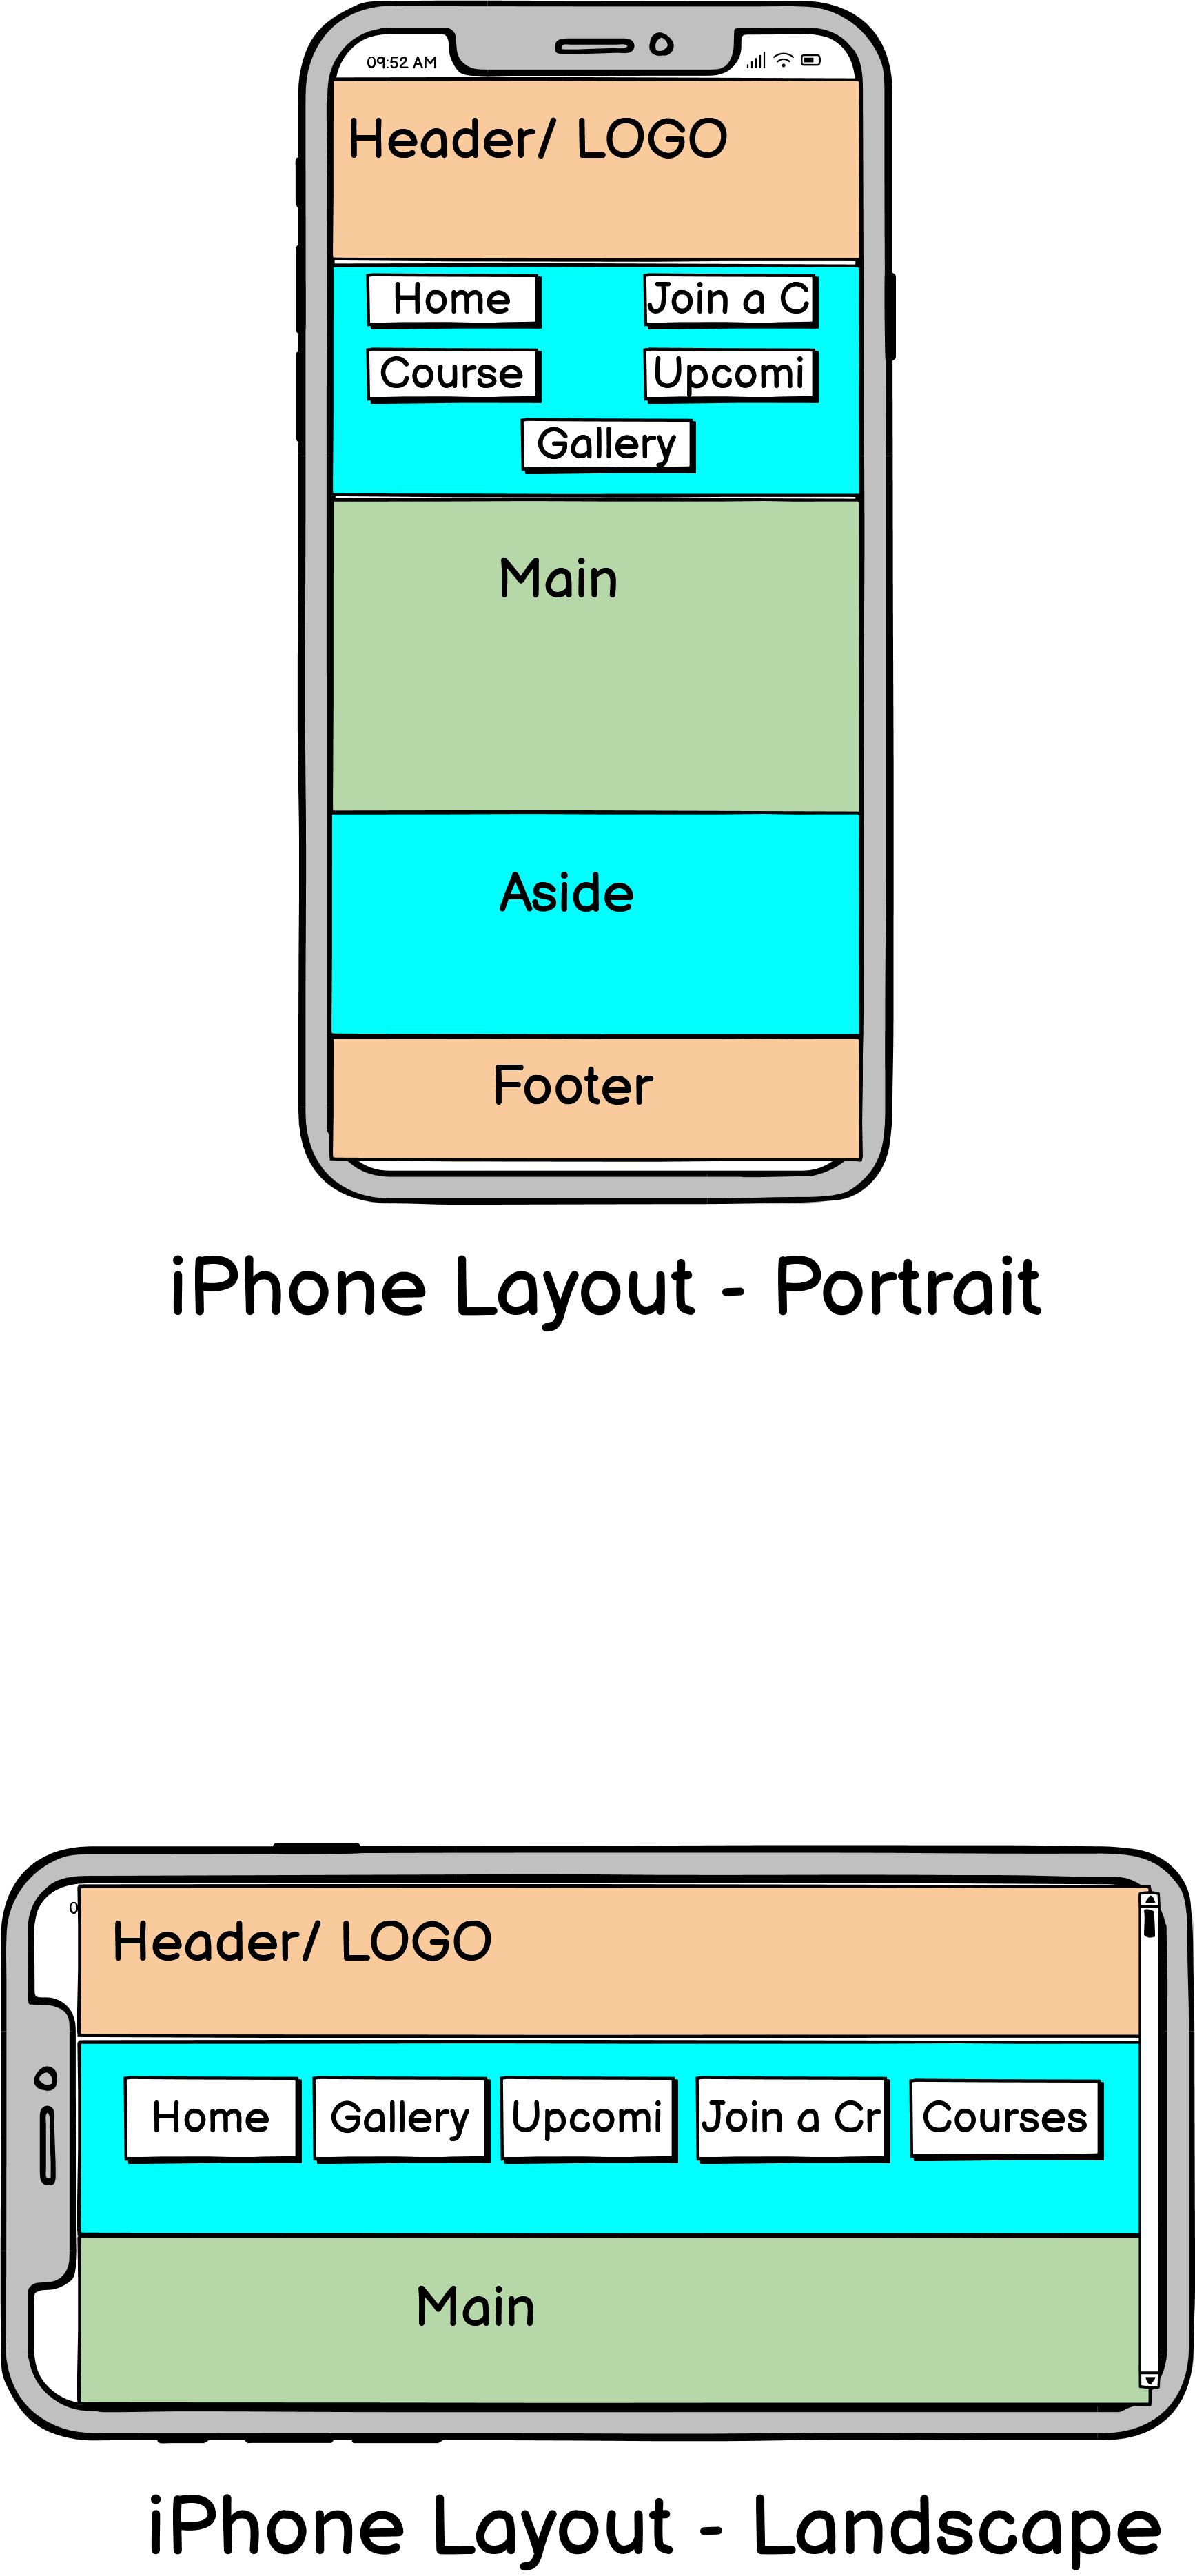 09:52 AM
Header/ LOGO
Home Join a C
Course Upcomi
Gallery
Main
Aside
Footer
iPhone Layout - Portrait
0
Header/ LOGO
Home Gallery Upcomi Join a Cr Courses
Main
iPhone Layout - Landscape